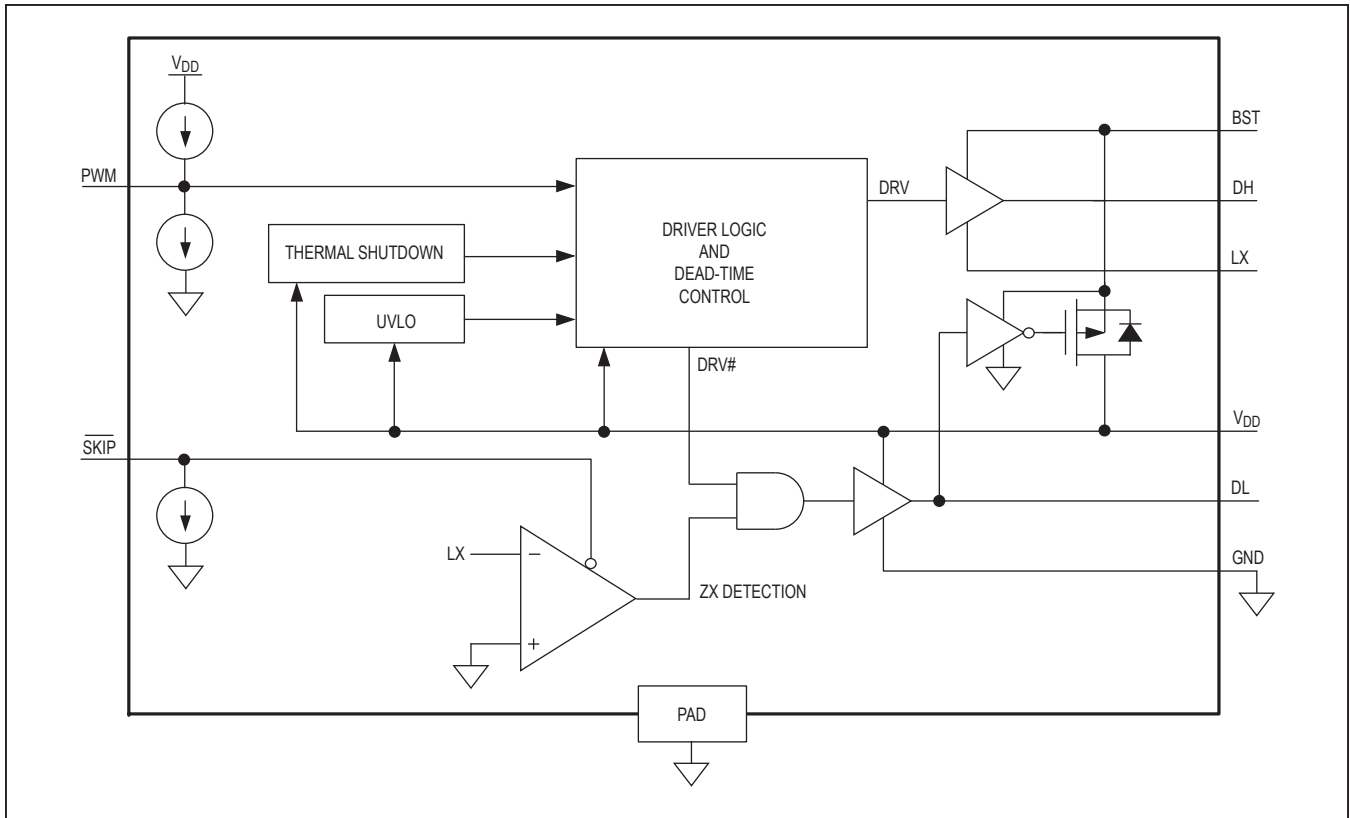 VDD
BST
PWM
DRV
DH
DRIVER LOGIC
AND
DEAD-TIME
CONTROL
THERMAL SHUTDOWN
LX
UVLO
DRV#
VDD
SKIP
DL
LX
−
+
ZX DETECTION
GND
PAD